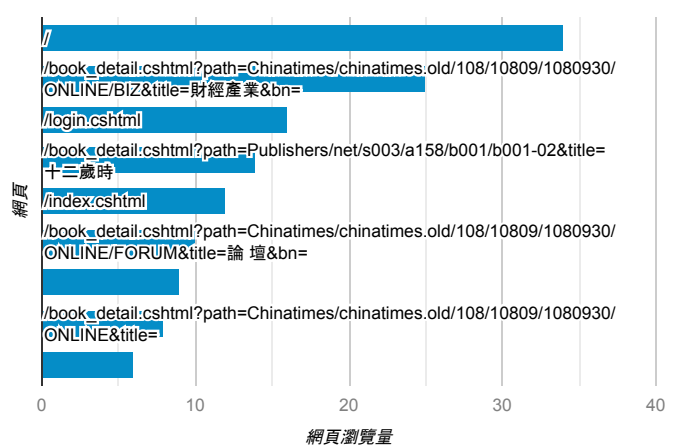 /
/book_detail.cshtml?path=Chinatimes/chinatimes.old/108/10809/1080930/
ONLINE/BIZ&title=財經產業&bn=
/login.cshtml
/book_detail.cshtml?path=Publishers/net/s003/a158/b001/b001-02&title=
十二歲時
/index.cshtml
/book_detail.cshtml?path=Chinatimes/chinatimes.old/108/10809/1080930/
ONLINE/FORUM&title=論 壇&bn=
/book_detail.cshtml?path=Chinatimes/chinatimes.old/108/10809/1080930/
ONLINE&title=
網頁
0 10 20 30 40
網頁瀏覽量